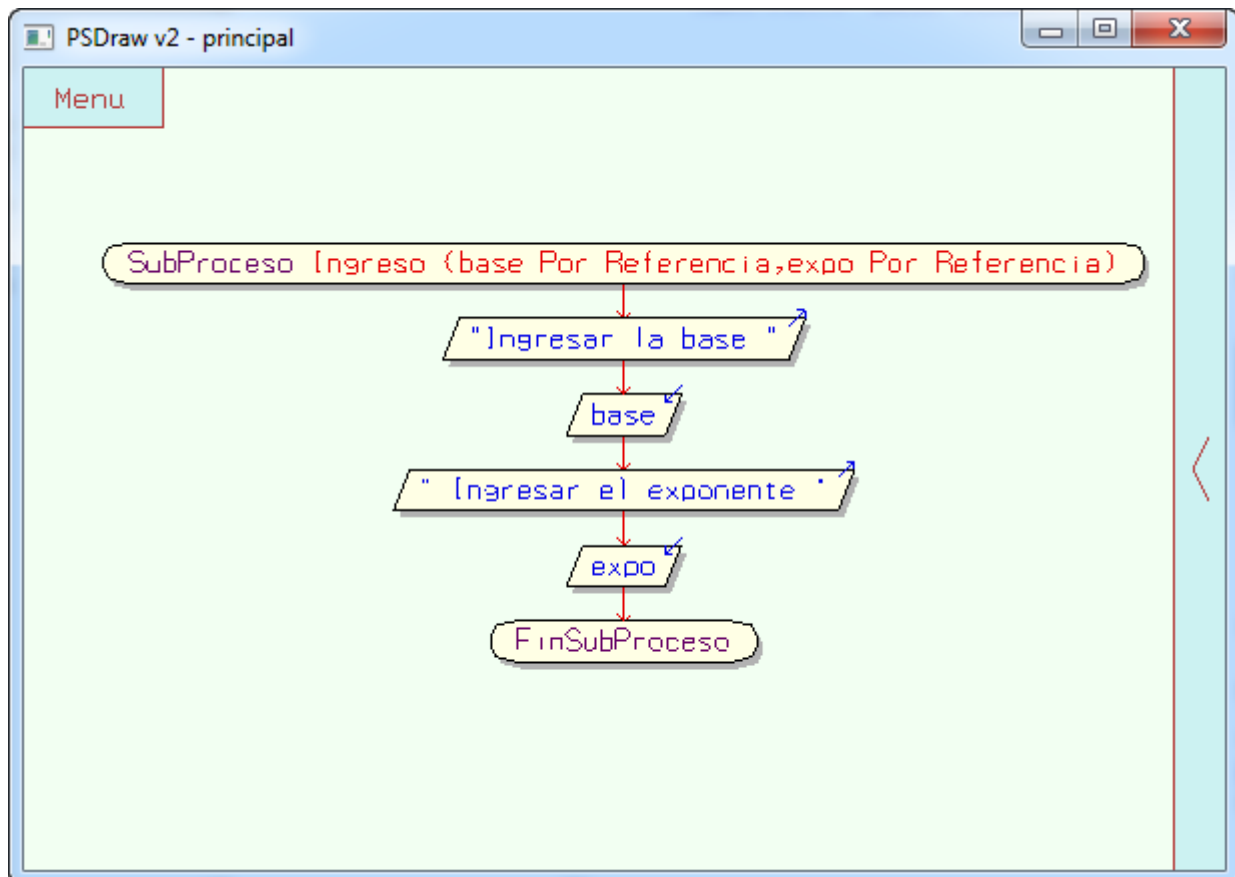 PSDraw v2 - principal
Menu
SubProceso Ingreso (base Por Referencia,expo Por Referencia)
"Ingresar la base "
base
" Ingresar el exponente "
expo
FinSubProceso